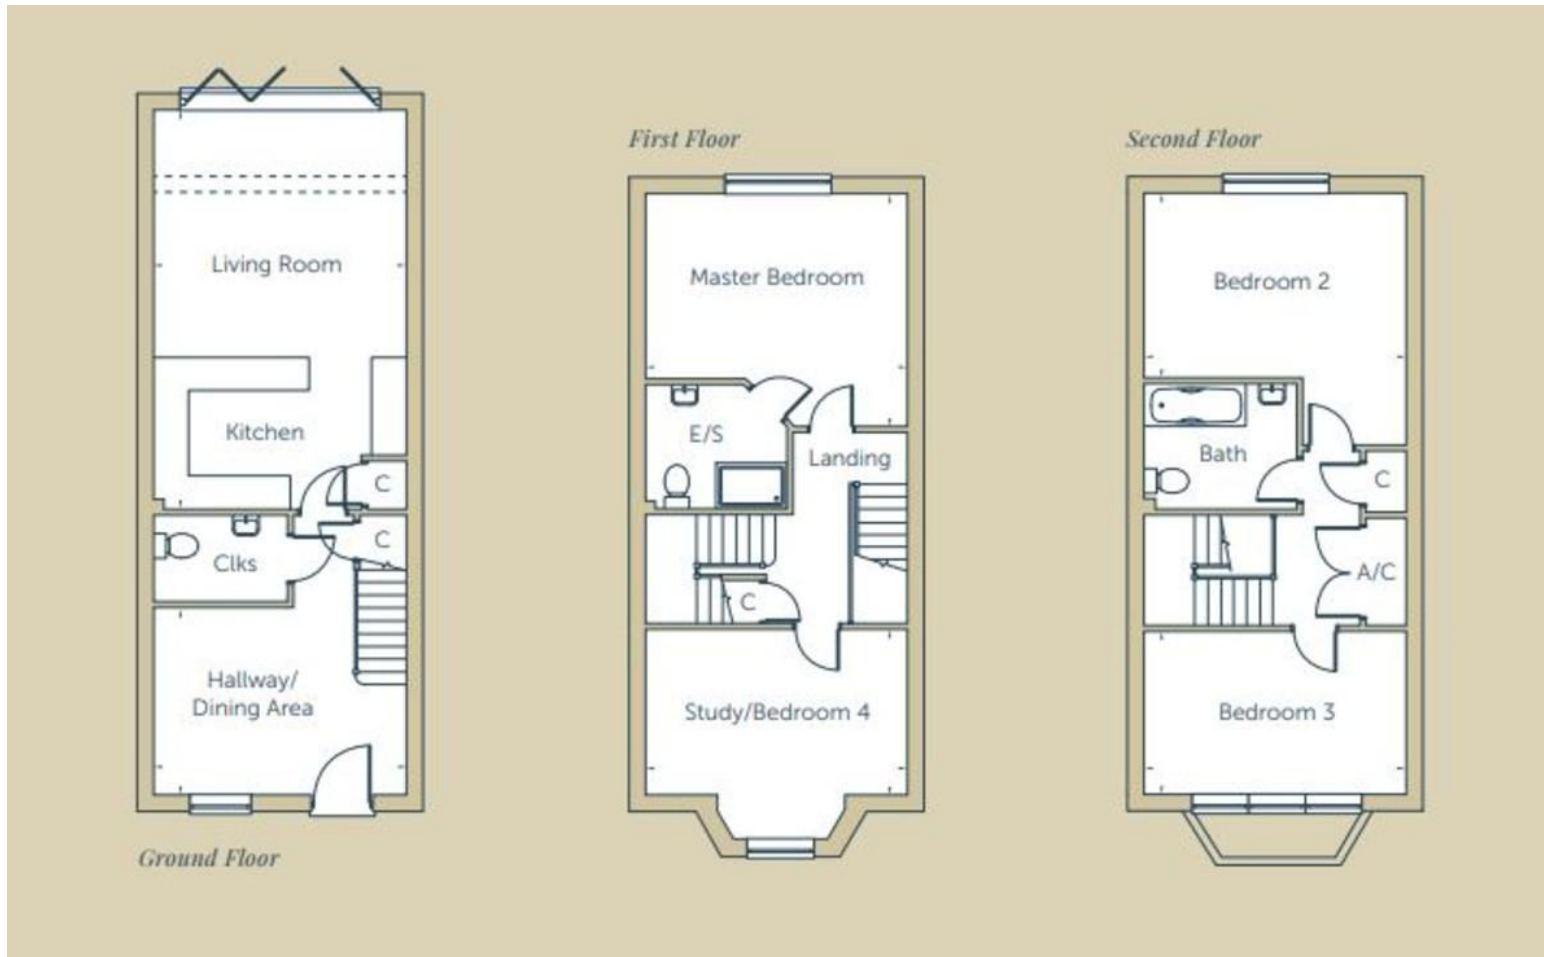 Living Room
Kitchen
C
C
Clks
Hallway/
Dining Area
Ground Floor
First Floor
Master Bedroom
E/S
Landing
C
Study/Bedroom 4
Second Floor
Bedroom 2
Bath
C
A/C
Bedroom 3